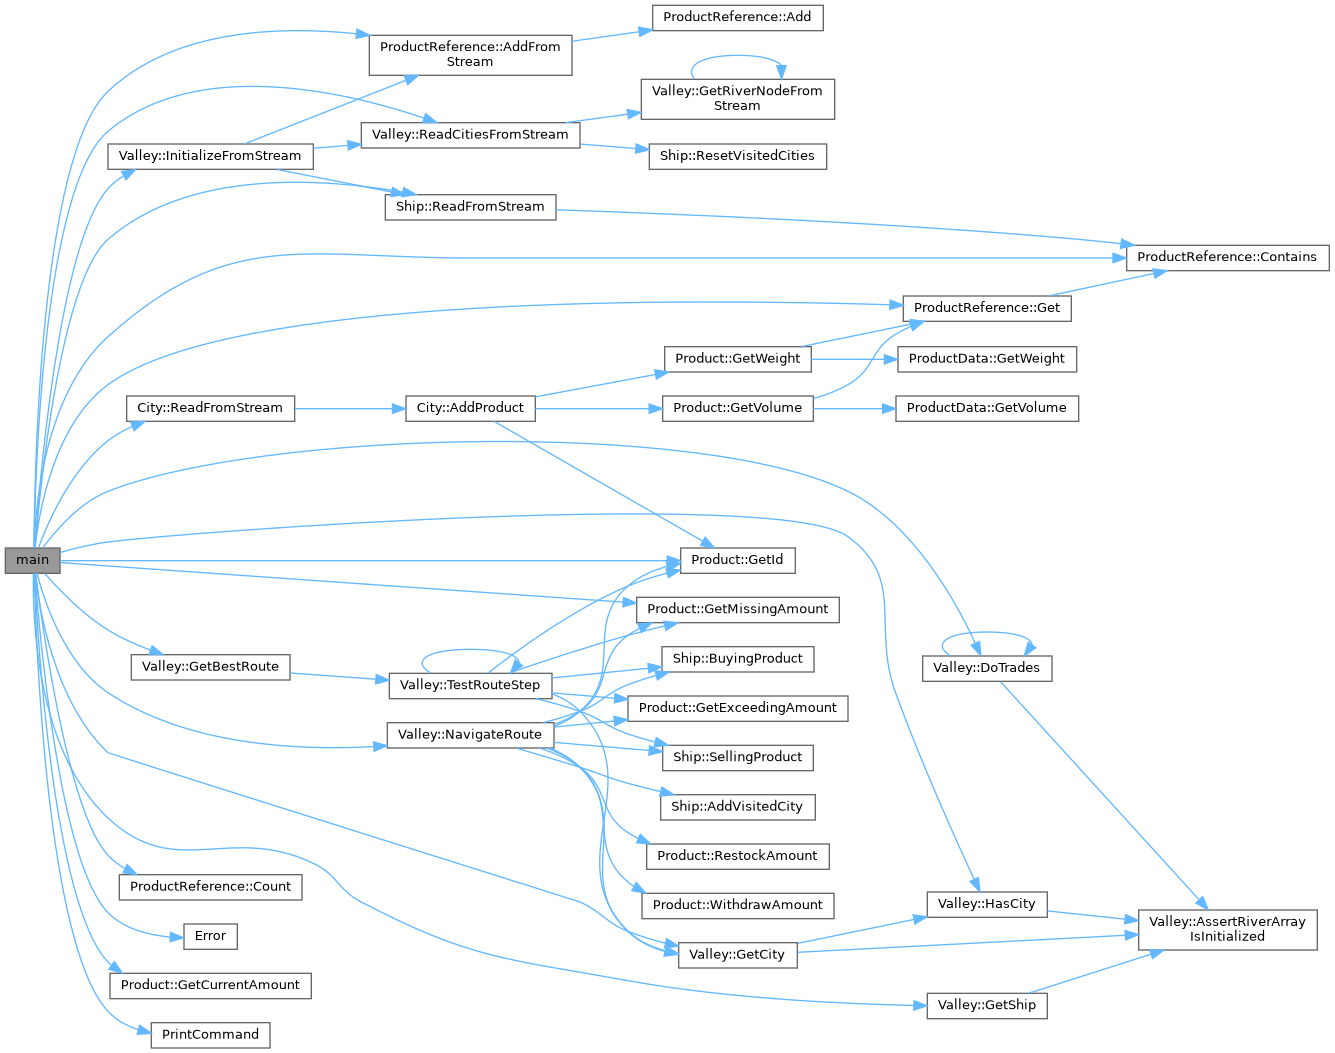 ProductReference::Add
ProductReference::AddFrom
Stream
Valley::GetRiverNodeFrom
Stream
Valley::ReadCitiesFromStream
Valley::InitializeFromStream
Ship::ResetVisitedCities
Ship::ReadFromStream
ProductReference::Contains
ProductReference::Get
Product::GetWeight
ProductData::GetWeight
City::ReadFromStream
City::AddProduct
Product::GetVolume
ProductData::GetVolume
main
Product::GetId
Product::GetMissingAmount
Valley::GetBestRoute
Ship::BuyingProduct
Valley::DoTrades
Valley::TestRouteStep
Product::GetExceedingAmount
Valley::NavigateRoute
Ship::SellingProduct
Ship::AddVisitedCity
Product::RestockAmount
ProductReference::Count
Product::WithdrawAmount
Valley::HasCity
Valley::AssertRiverArray
IsInitialized
Error
Valley::GetCity
Product::GetCurrentAmount
Valley::GetShip
PrintCommand